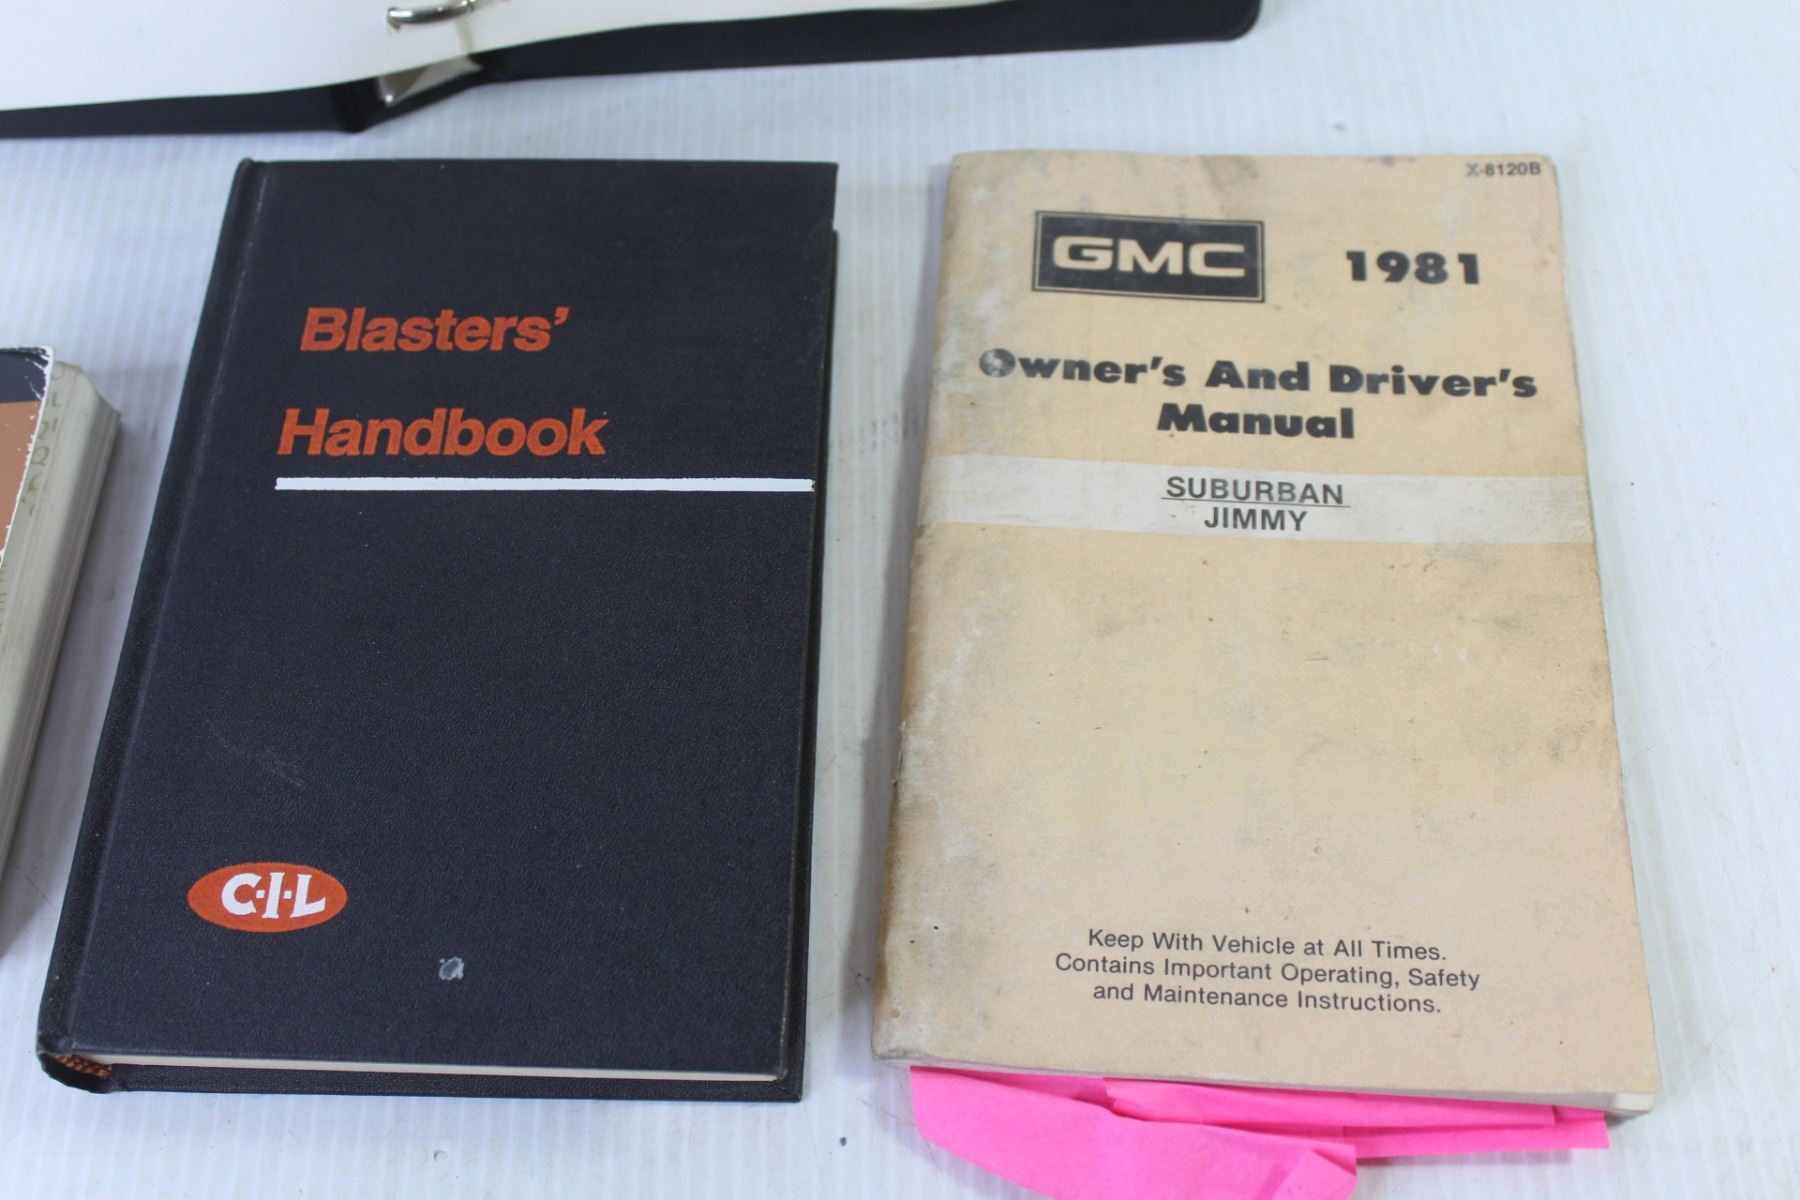 Blasters'
Handbook
C·I·L
X-8120B
GMC 1981
Owner's And Driver's
Manual
SUBURBAN
JIMMY
Keep With Vehicle at All Times.
Contains Important Operating, Safety
and Maintenance Instructions.